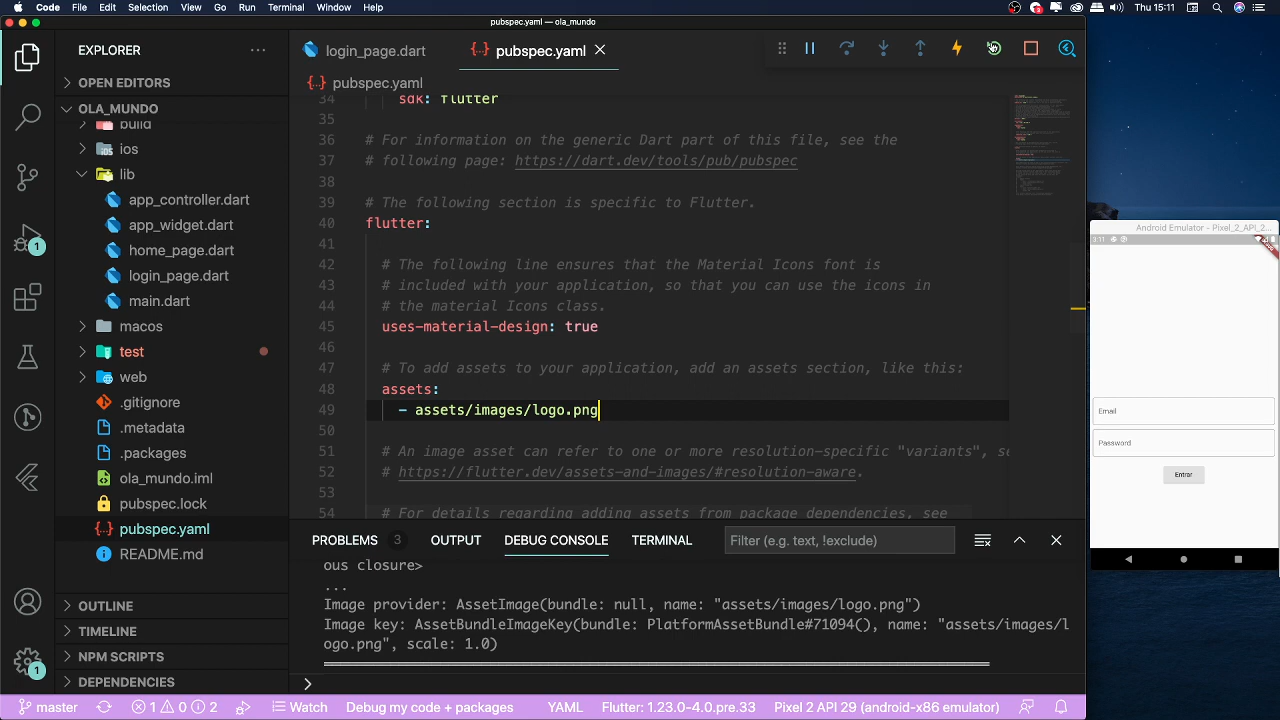 Code File Edit Selection View Go Run Terminal Window Help
Thu 15:11
pubspec.yaml — ola_mundo
EXPLORER
OPEN EDITORS
OLA_MUNDO
build
ios
lib
app_controller.dart
app_widget.dart
home_page.dart
login_page.dart
main.dart
macos
test
web
.gitignore
.metadata
.packages
ola_mundo.iml
pubspec.lock
pubspec.yaml
README.md
OUTLINE
TIMELINE
NPM SCRIPTS
DEPENDENCIES
login_page.dart
pubspec.yaml
pubspec.yaml
34 sdk: flutter
35
36 # For information on the generic Dart part of this file, see the
37 # following page: https://dart.dev/tools/pub/pubspec
38
39 # The following section is specific to Flutter.
40 flutter:
41
42 # The following line ensures that the Material Icons font is
43 # included with your application, so that you can use the icons in
44 # the material Icons class.
45 uses-material-design: true
46
47 # To add assets to your application, add an assets section, like this:
48 assets:
49 - assets/images/logo.png
50
51 # An image asset can refer to one or more resolution-specific "variants", se
52 # https://flutter.dev/assets-and-images/#resolution-aware.
53
54 # For details regarding adding assets from package dependencies, see
PROBLEMS 3 OUTPUT DEBUG CONSOLE TERMINAL
Filter (e.g. text, !exclude)
ous closure>
...
Image provider: AssetImage(bundle: null, name: "assets/images/logo.png")
Image key: AssetBundleImageKey(bundle: PlatformAssetBundle#71094(), name: "assets/images/l
ogo.png", scale: 1.0)
════════════════════════════════
>
1
1
master 1 0 2 Watch Debug my code + packages YAML Flutter: 1.23.0-4.0.pre.33 Pixel 2 API 29 (android-x86 emulator)
Android Emulator - Pixel_2_API_2...
3:11
Email
Password
Entrar